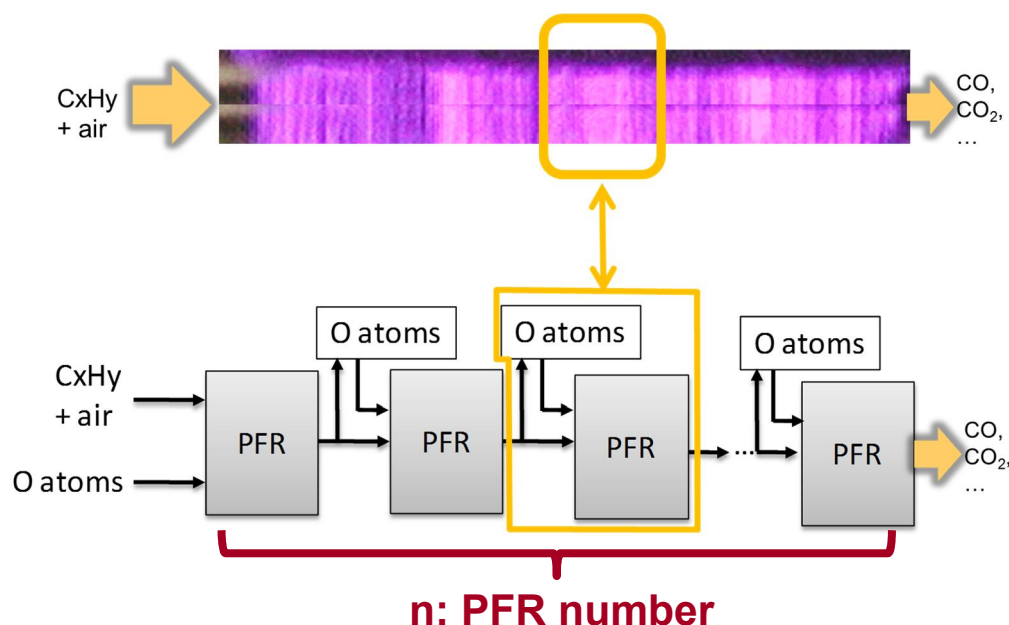 CxHy
+ air
CO,
CO₂,
…
O atoms
O atoms
O atoms
CxHy
+ air
O atoms
PFR
PFR
PFR
...
PFR
CO,
CO₂,
…
n: PFR number